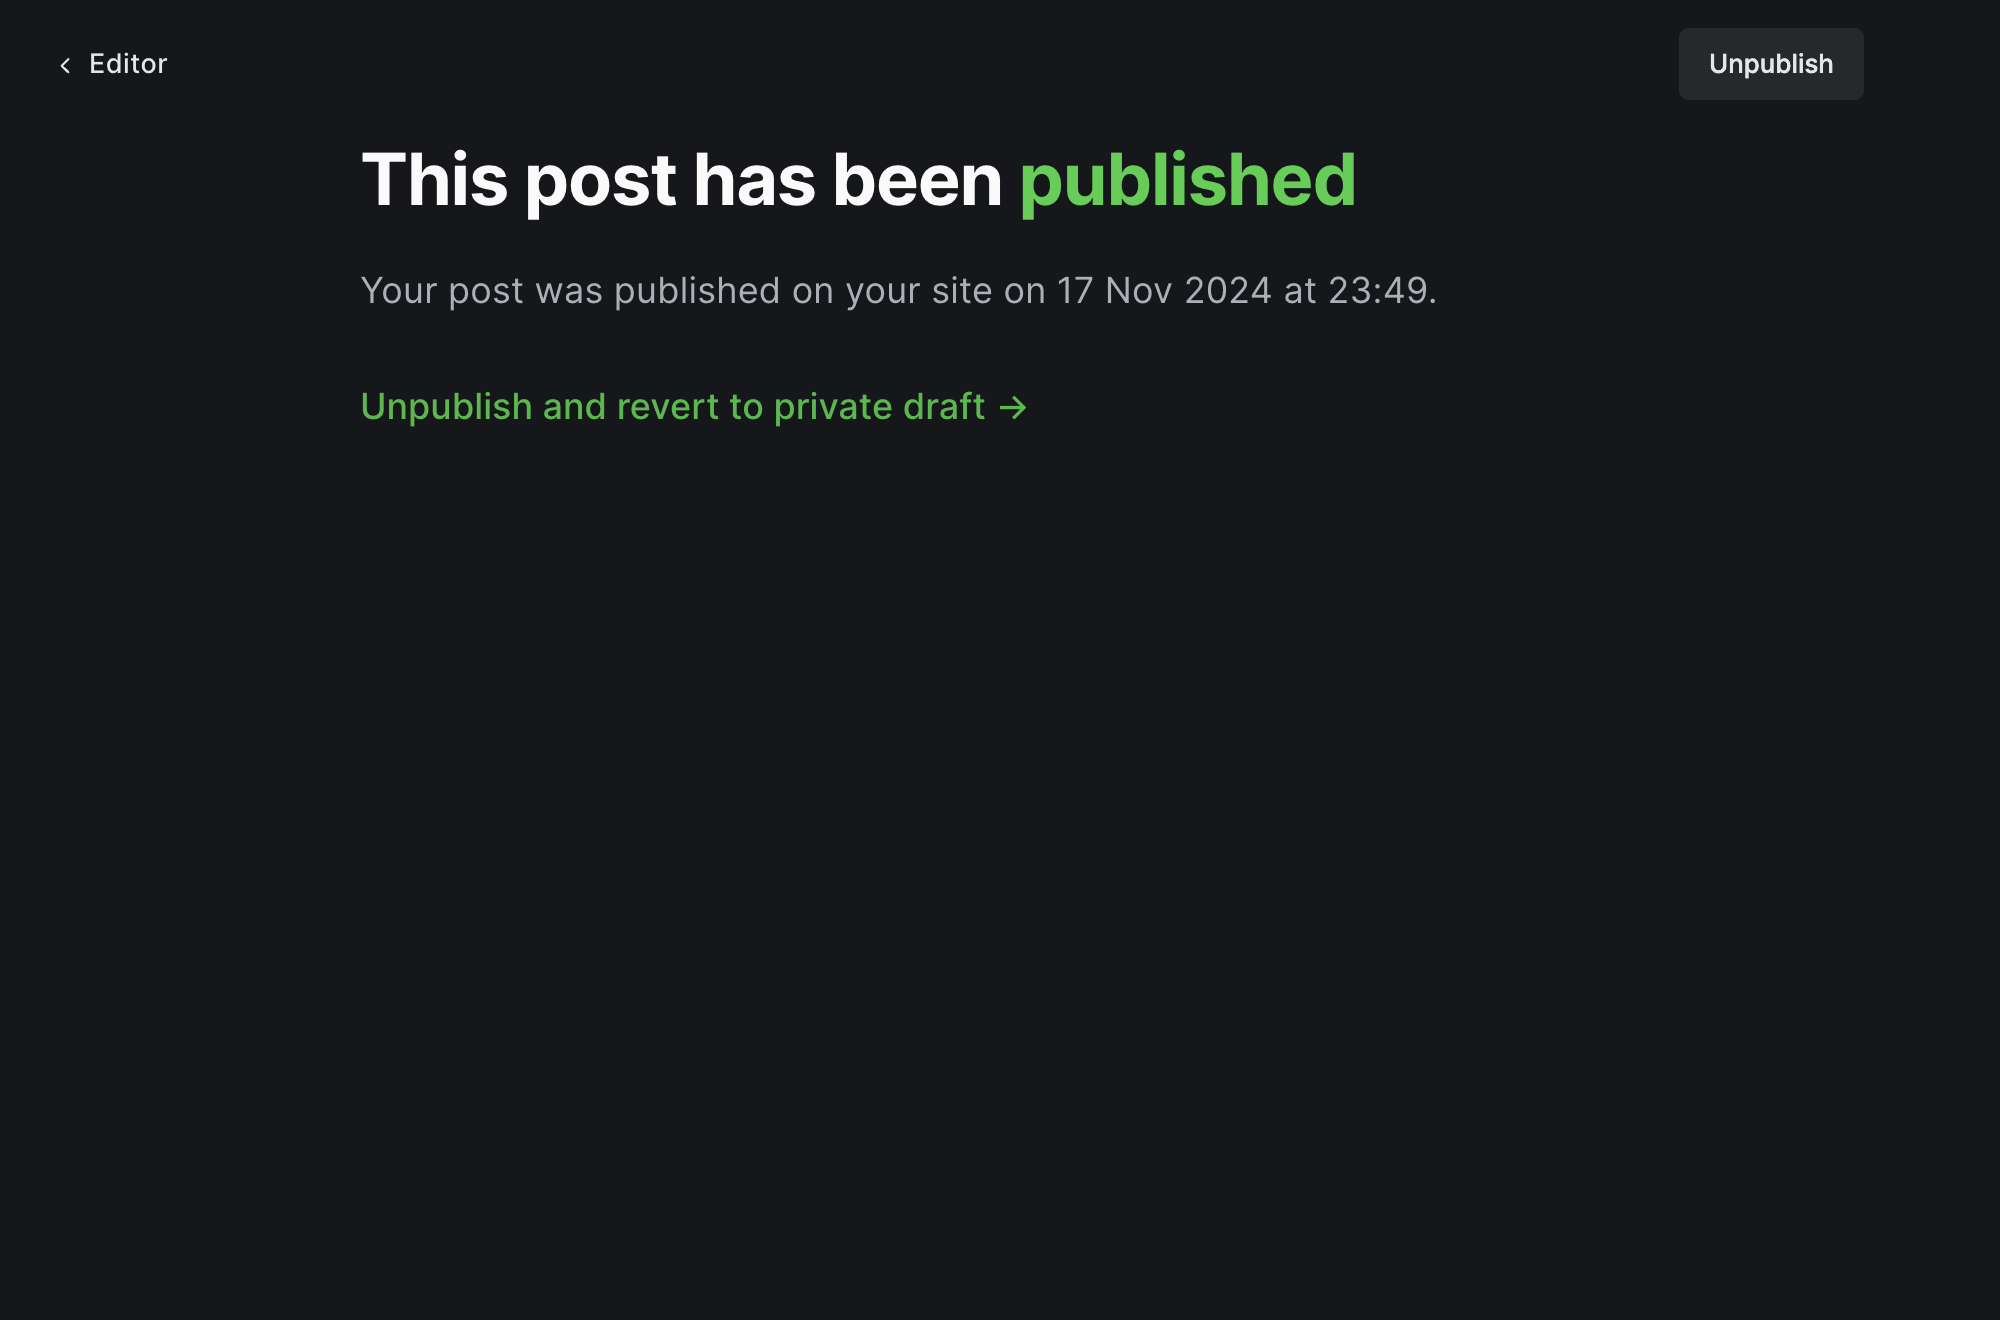 Editor
Unpublish
This post has been published
Your post was published on your site on 17 Nov 2024 at 23:49.
Unpublish and revert to private draft →